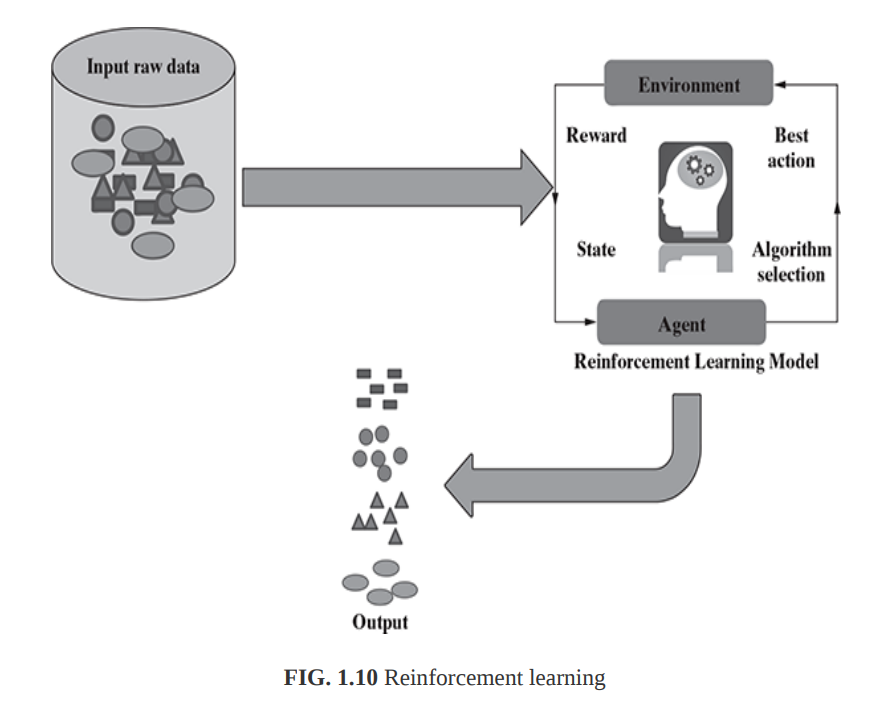 Input raw data
Environment
Reward
Best
action
State
Algorithm
selection
Agent
Reinforcement Learning Model
Output
FIG. 1.10 Reinforcement learning